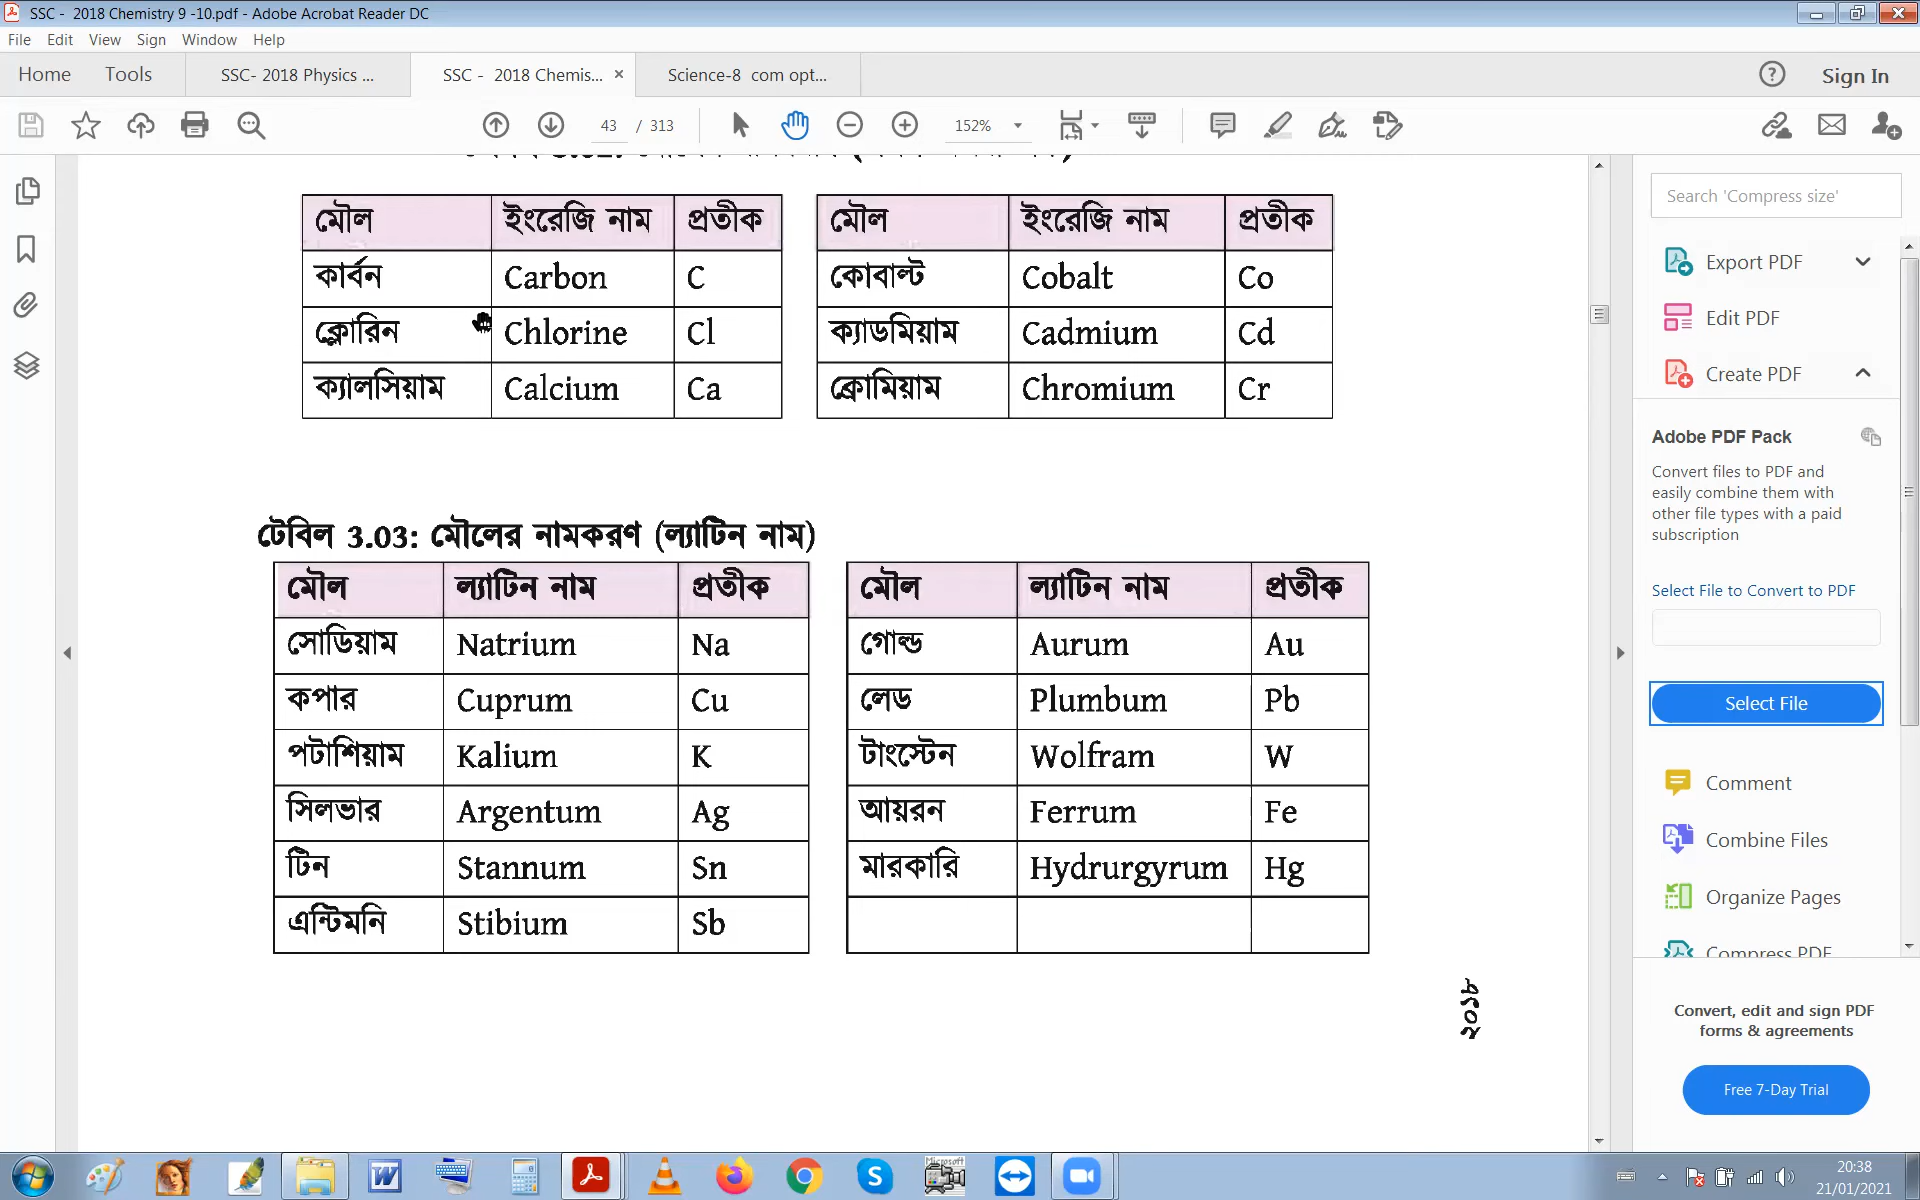 SSC - 2018 Chemistry 9 -10.pdf - Adobe Acrobat Reader DC
File Edit View Sign Window Help
Home Tools SSC- 2018 Physics ... SSC - 2018 Chemis... × Science-8 com opt... Sign In
43 / 313 152%
মৌল ইংরেজি নাম প্রতীক মৌল ইংরেজি নাম প্রতীক
কার্বন Carbon C কোবাল্ট Cobalt Co
ক্লোরিন Chlorine Cl ক্যাডমিয়াম Cadmium Cd
ক্যালসিয়াম Calcium Ca ক্রোমিয়াম Chromium Cr
টেবিল 3.03: মৌলের নামকরণ (ল্যাটিন নাম)
মৌল ল্যাটিন নাম প্রতীক মৌল ল্যাটিন নাম প্রতীক
সোডিয়াম Natrium Na গোল্ড Aurum Au
কপার Cuprum Cu লেড Plumbum Pb
পটাশিয়াম Kalium K টাংস্টেন Wolfram W
সিলভার Argentum Ag আয়রন Ferrum Fe
টিন Stannum Sn মারকারি Hydrurgyrum Hg
এন্টিমনি Stibium Sb
২০১৮
Search 'Compress size'
Export PDF
Edit PDF
Create PDF
Adobe PDF Pack
Convert files to PDF and
easily combine them with
other file types with a paid
subscription
Select File to Convert to PDF
Select File
Comment
Combine Files
Organize Pages
Compress PDF
Convert, edit and sign PDF
forms & agreements
Free 7-Day Trial
Microsoft
20:38
21/01/2021